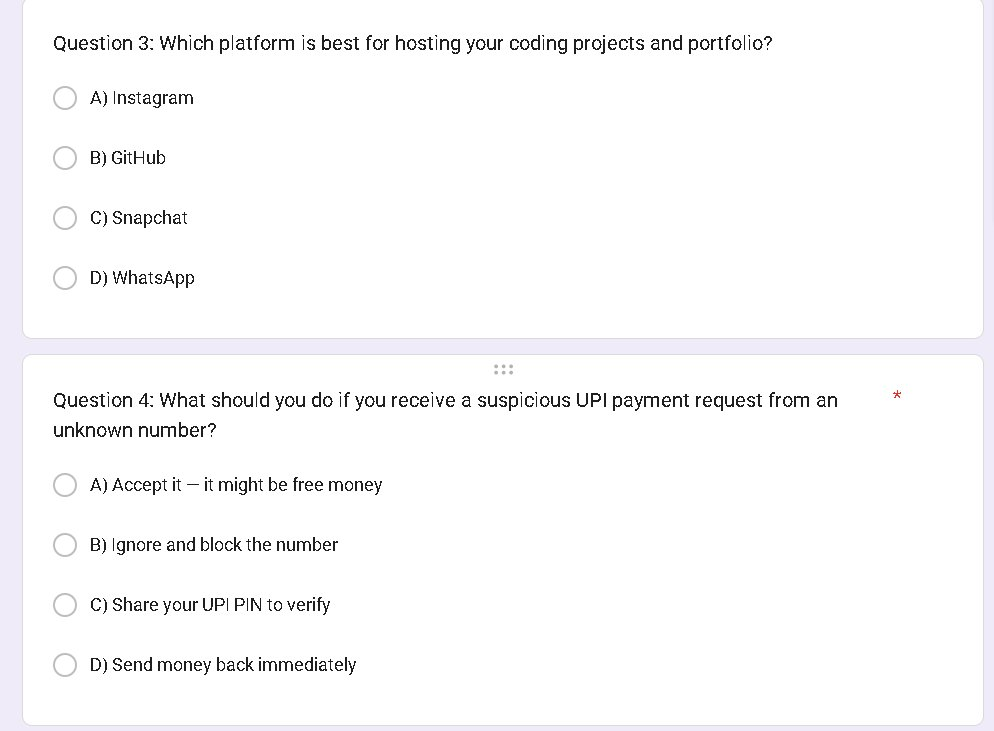 Question 3: Which platform is best for hosting your coding projects and portfolio?
A) Instagram
B) GitHub
C) Snapchat
D) WhatsApp
Question 4: What should you do if you receive a suspicious UPI payment request from an *
unknown number?
A) Accept it — it might be free money
B) Ignore and block the number
C) Share your UPI PIN to verify
D) Send money back immediately